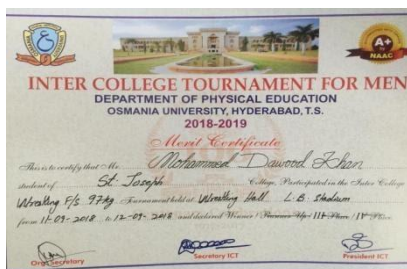 A+
NAAC
INTER COLLEGE TOURNAMENT FOR MEN
DEPARTMENT OF PHYSICAL EDUCATION
OSMANIA UNIVERSITY, HYDERABAD, T.S.
2018-2019
Merit Certificate
This is to certify that Mr. Mohammed Dawood Khan
student of St. Joseph College, Participated in the Inter College
Wrestling F/S 97kg Tournament held at Wrestling Hall L.B. Stadium
from 11-09-2018 to 12-09-2018 and declared Winner / Runner Up / III Place / IV Place
Org. Secretary
Secretary ICT
President ICT